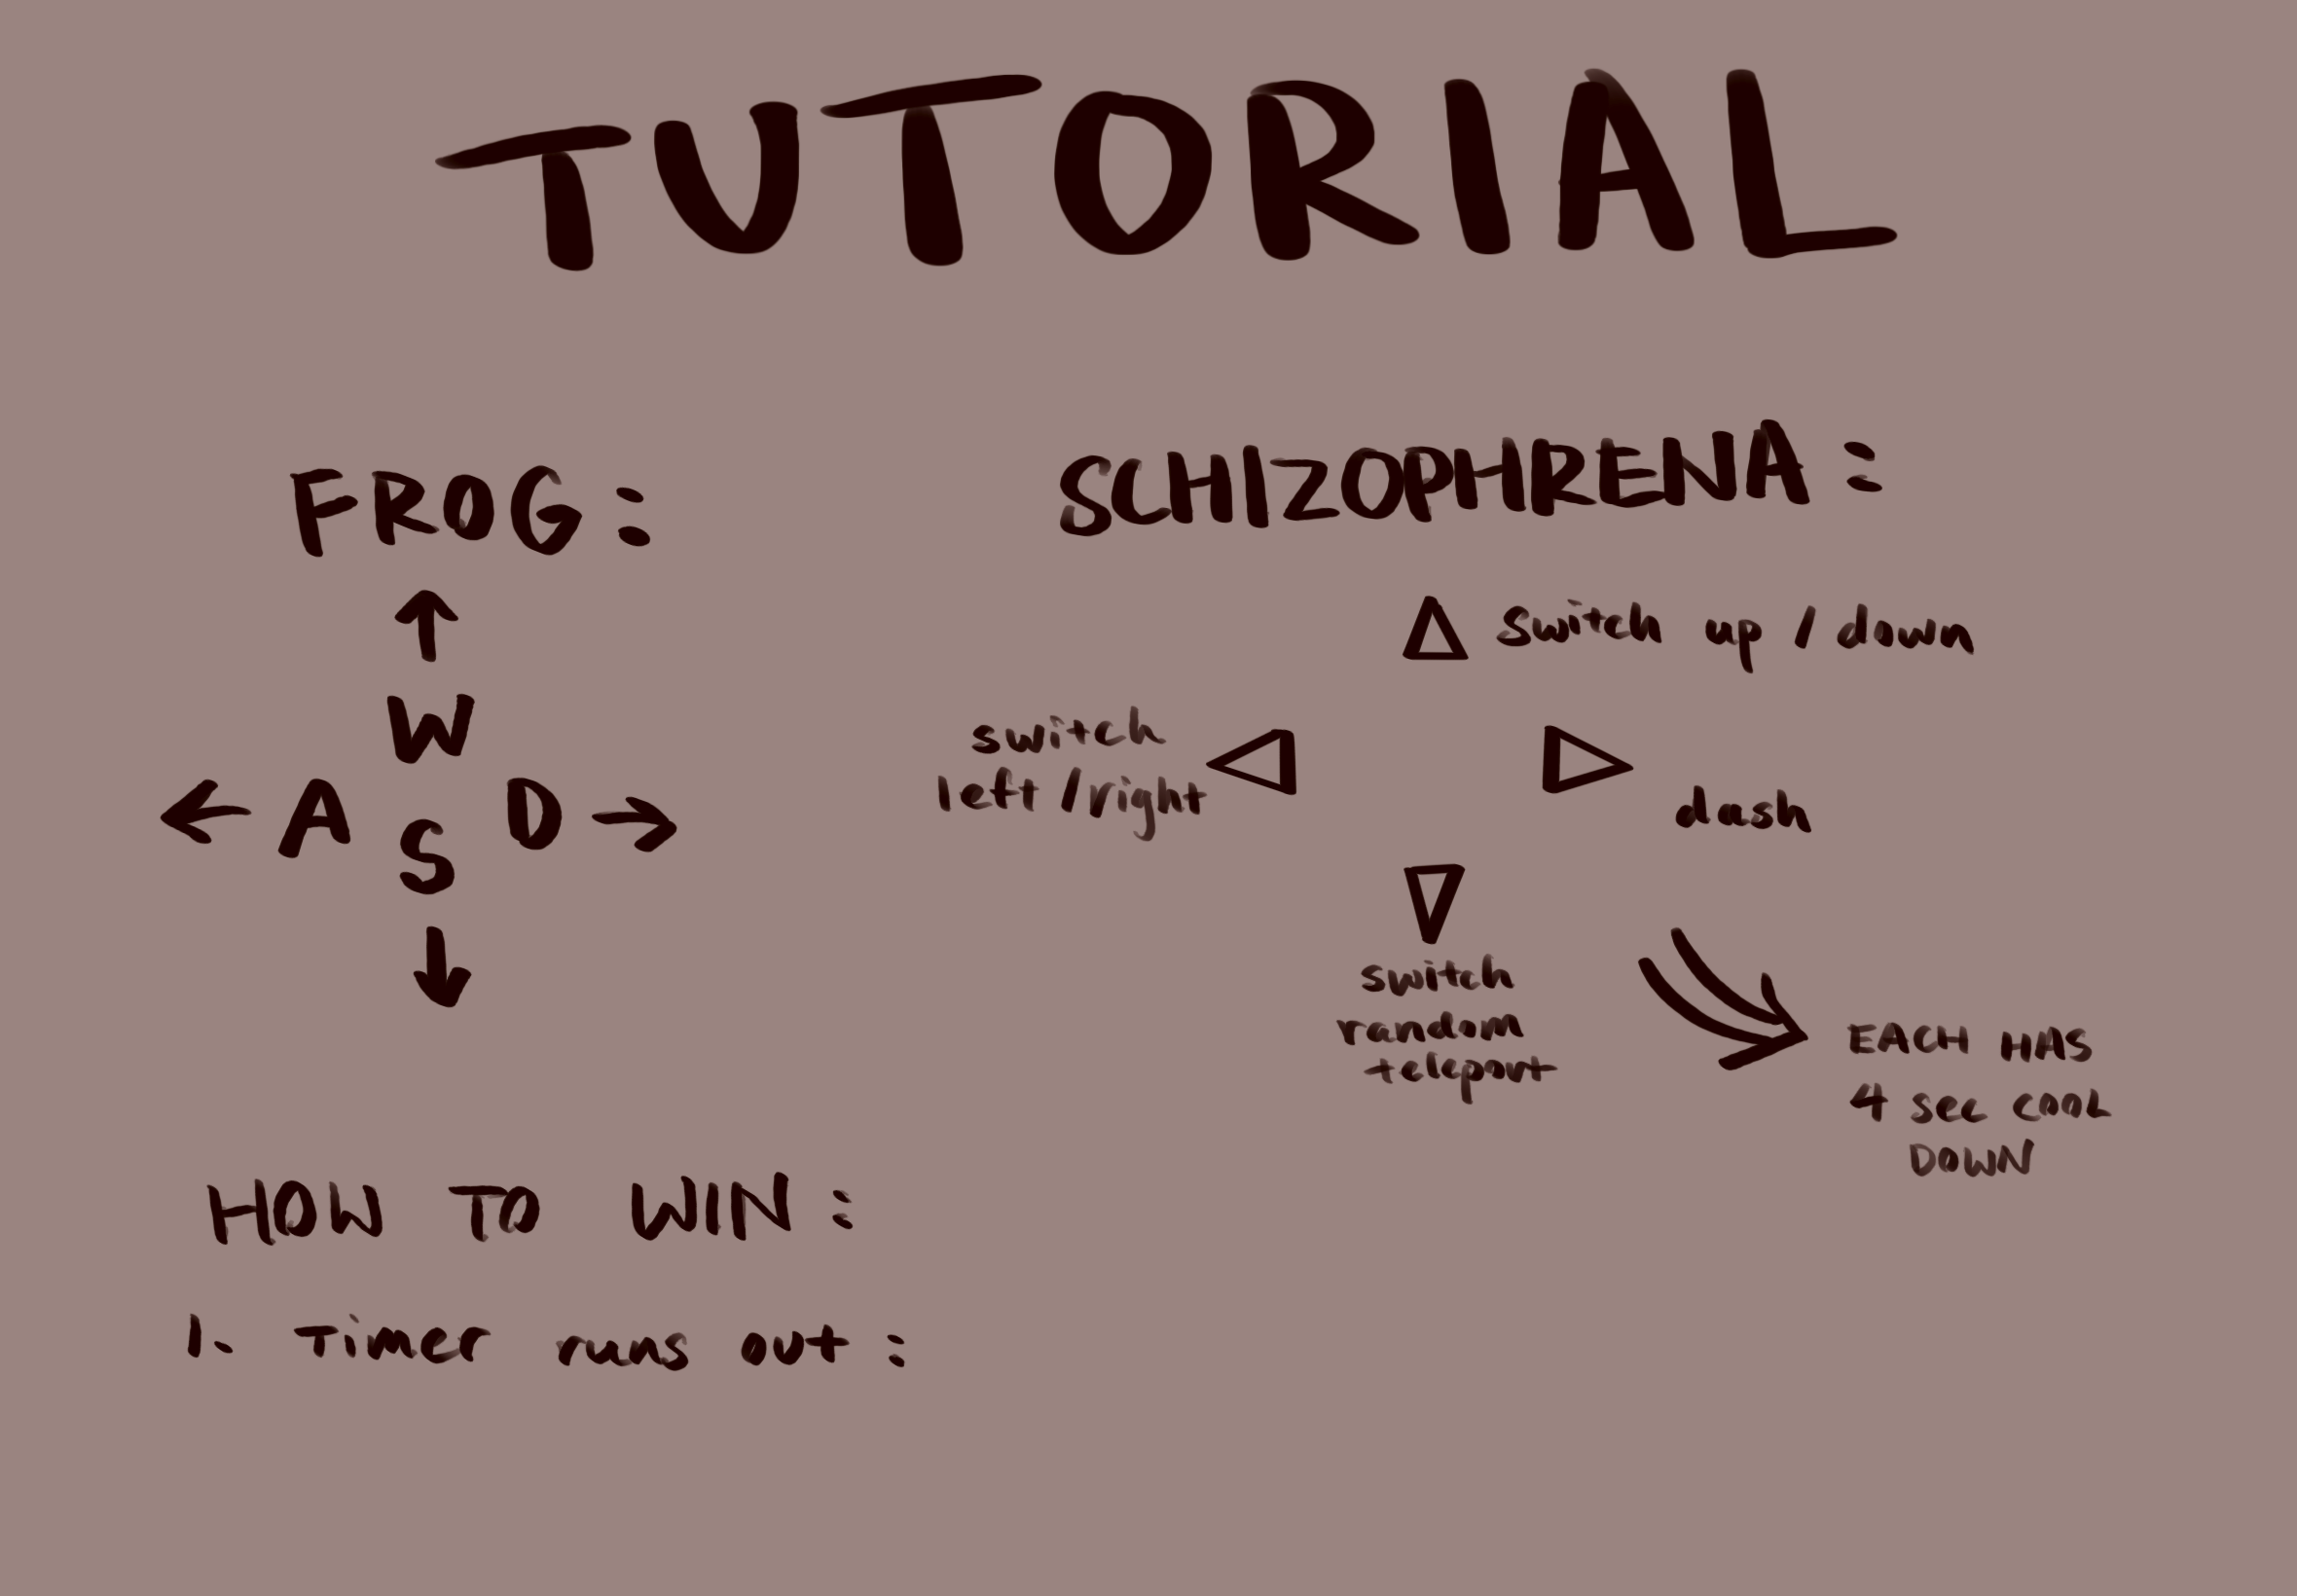 TUTORIAL
FROG:
W
A S D
SCHIZOPHRENA:
switch up / down
switch
left / right
dash
switch
random
teleport
EACH HAS
4 sec cool
DOWN
HOW TO WIN:
1. Timer runs out: